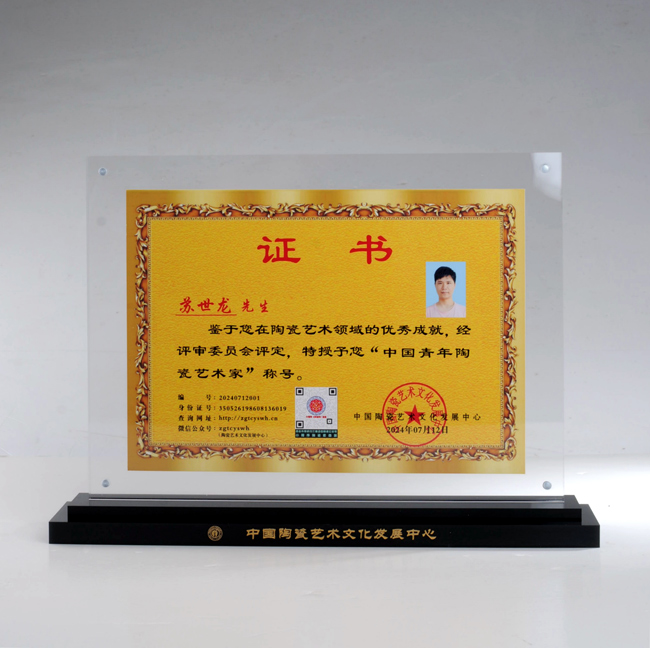 证 书
苏世龙 先生
鉴于您在陶瓷艺术领域的优秀成就，经
评审委员会评定，特授予您“中国青年陶
瓷艺术家”称号。
编 号：20240712001
身份证号：350526198608136019
查询网址：http://zgtcyswh.cn
微信公众号：zgtcyswh
（陶瓷艺术文化发展中心）
中国陶瓷艺术文化发展中心
2024年07月12日
中国陶瓷艺术文化发展中心